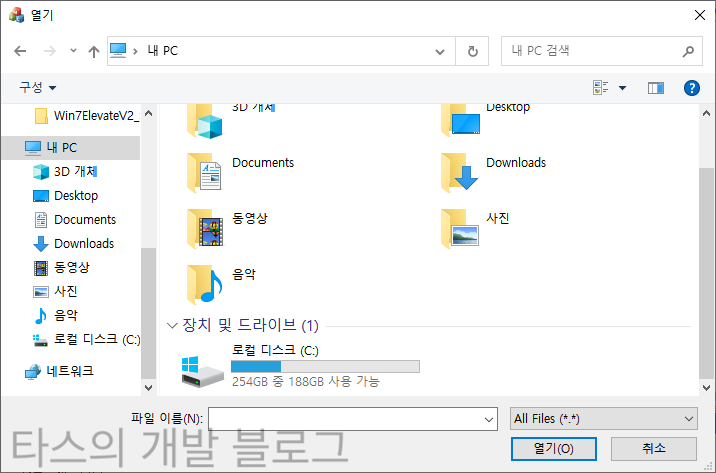 열기
내 PC
내 PC 검색
구성
Win7ElevateV2_
내 PC
3D 개체
Desktop
Documents
Downloads
동영상
사진
음악
로컬 디스크 (C:)
네트워크
3D 개체
Desktop
Documents
Downloads
동영상
사진
음악
장치 및 드라이브 (1)
로컬 디스크 (C:)
254GB 중 188GB 사용 가능
파일 이름(N):
All Files (*.*)
열기(O)
취소
타스의 개발 블로그